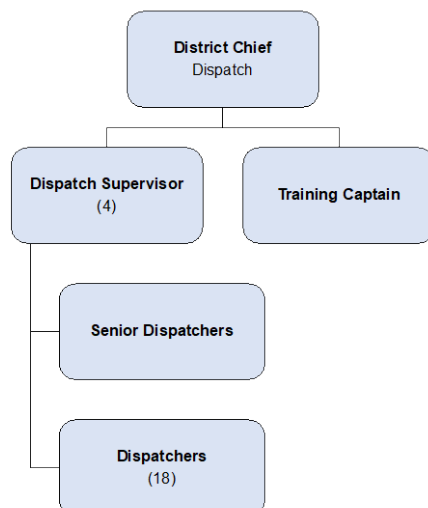 District Chief
Dispatch
Dispatch Supervisor
(4)
Training Captain
Senior Dispatchers
Dispatchers
(18)